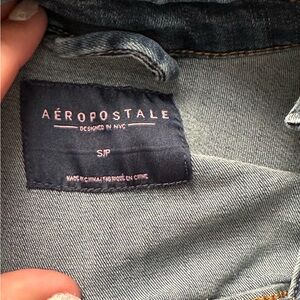 AÉROPOSTALE
DESIGNED IN NYC
S/P
MADE IN CHINA/FABRIQUÉ EN CHINE